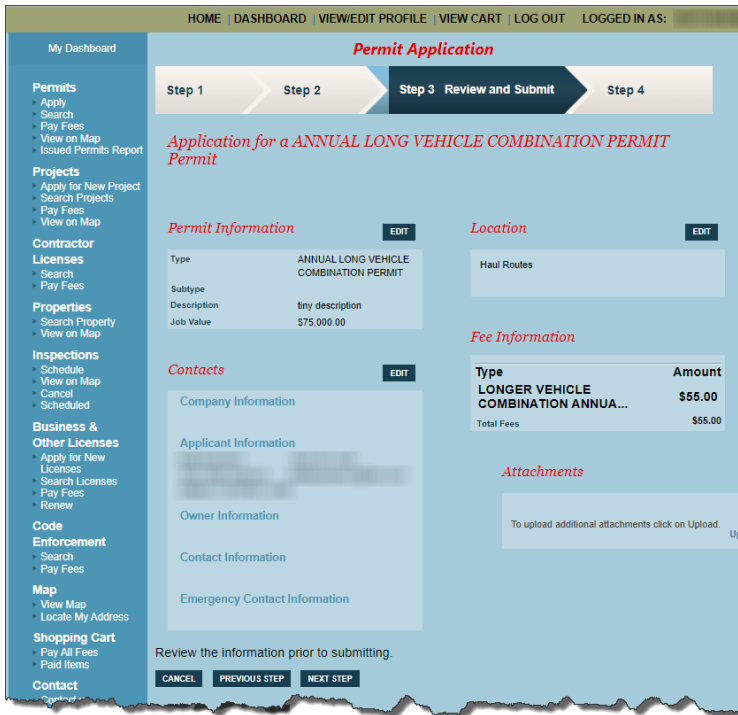 HOME | DASHBOARD | VIEW/EDIT PROFILE | VIEW CART | LOG OUT LOGGED IN AS:
My Dashboard
Permits
Apply
Search
Pay Fees
View on Map
Issued Permits Report
Projects
Apply for New Project
Search Projects
Pay Fees
View on Map
Contractor
Licenses
Search
Pay Fees
Properties
Search Property
View on Map
Inspections
Schedule
View on Map
Cancel
Scheduled
Business &
Other Licenses
Apply for New
Licenses
Search Licenses
Pay Fees
Renew
Code
Enforcement
Search
Pay Fees
Map
View Map
Locate My Address
Shopping Cart
Pay All Fees
Paid Items
Contact
Permit Application
Step 1 Step 2 Step 3 Review and Submit Step 4
Application for a ANNUAL LONG VEHICLE COMBINATION PERMIT
Permit
Permit Information EDIT
Type ANNUAL LONG VEHICLE
COMBINATION PERMIT
Subtype
Description tiny description
Job Value $75,000.00
Contacts EDIT
Company Information
Applicant Information
Owner Information
Contact Information
Emergency Contact Information
Location EDIT
Haul Routes
Fee Information
Type Amount
LONGER VEHICLE
COMBINATION ANNUA... $55.00
Total Fees $55.00
Attachments
To upload additional attachments click on Upload.
Review the information prior to submitting.
CANCEL PREVIOUS STEP NEXT STEP